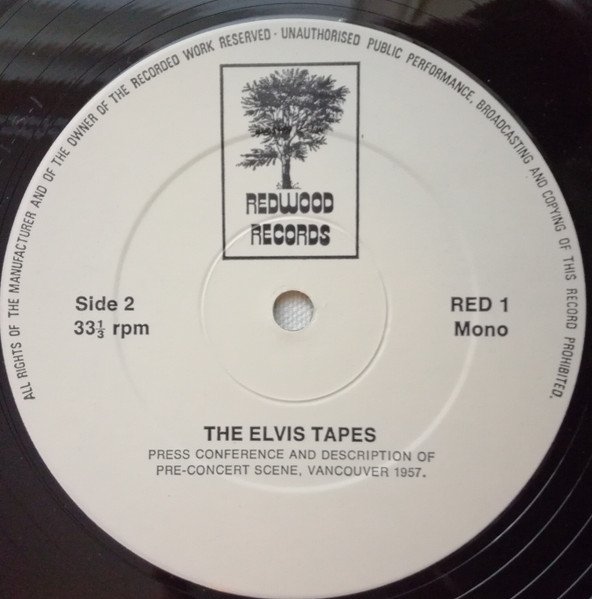 ALL RIGHTS OF THE MANUFACTURER AND OF THE OWNER OF THE RECORDED WORK RESERVED · UNAUTHORISED PUBLIC PERFORMANCE, BROADCASTING AND COPYING OF THIS RECORD PROHIBITED.
REDWOOD
RECORDS
Side 2
33⅓ rpm
RED 1
Mono
THE ELVIS TAPES
PRESS CONFERENCE AND DESCRIPTION OF
PRE-CONCERT SCENE, VANCOUVER 1957.